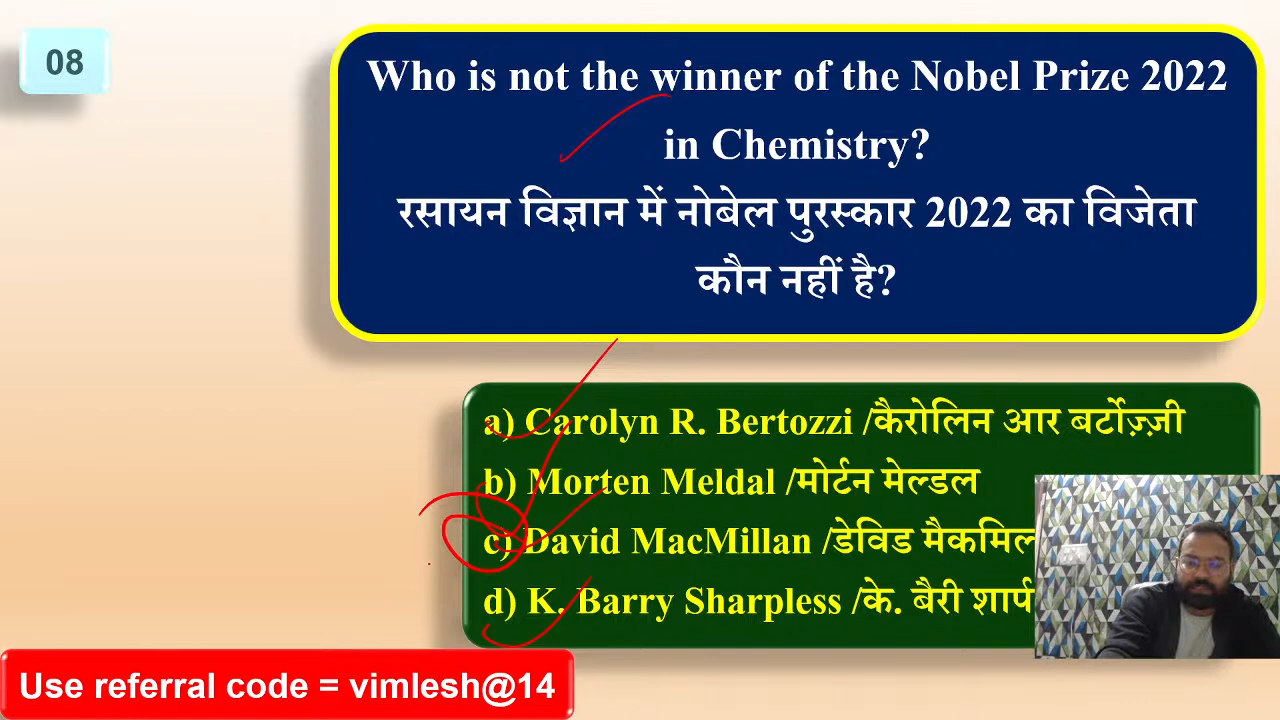 08
Who is not the winner of the Nobel Prize 2022
in Chemistry?
रसायन विज्ञान में नोबेल पुरस्कार 2022 का विजेता
कौन नहीं है?
a) Carolyn R. Bertozzi /कैरोलिन आर बर्टोज़्ज़ी
b) Morten Meldal /मोर्टन मेल्डल
c) David MacMillan /डेविड
d) K. Barry Sharpless /के. बैरी
Use referral code = vimlesh@14